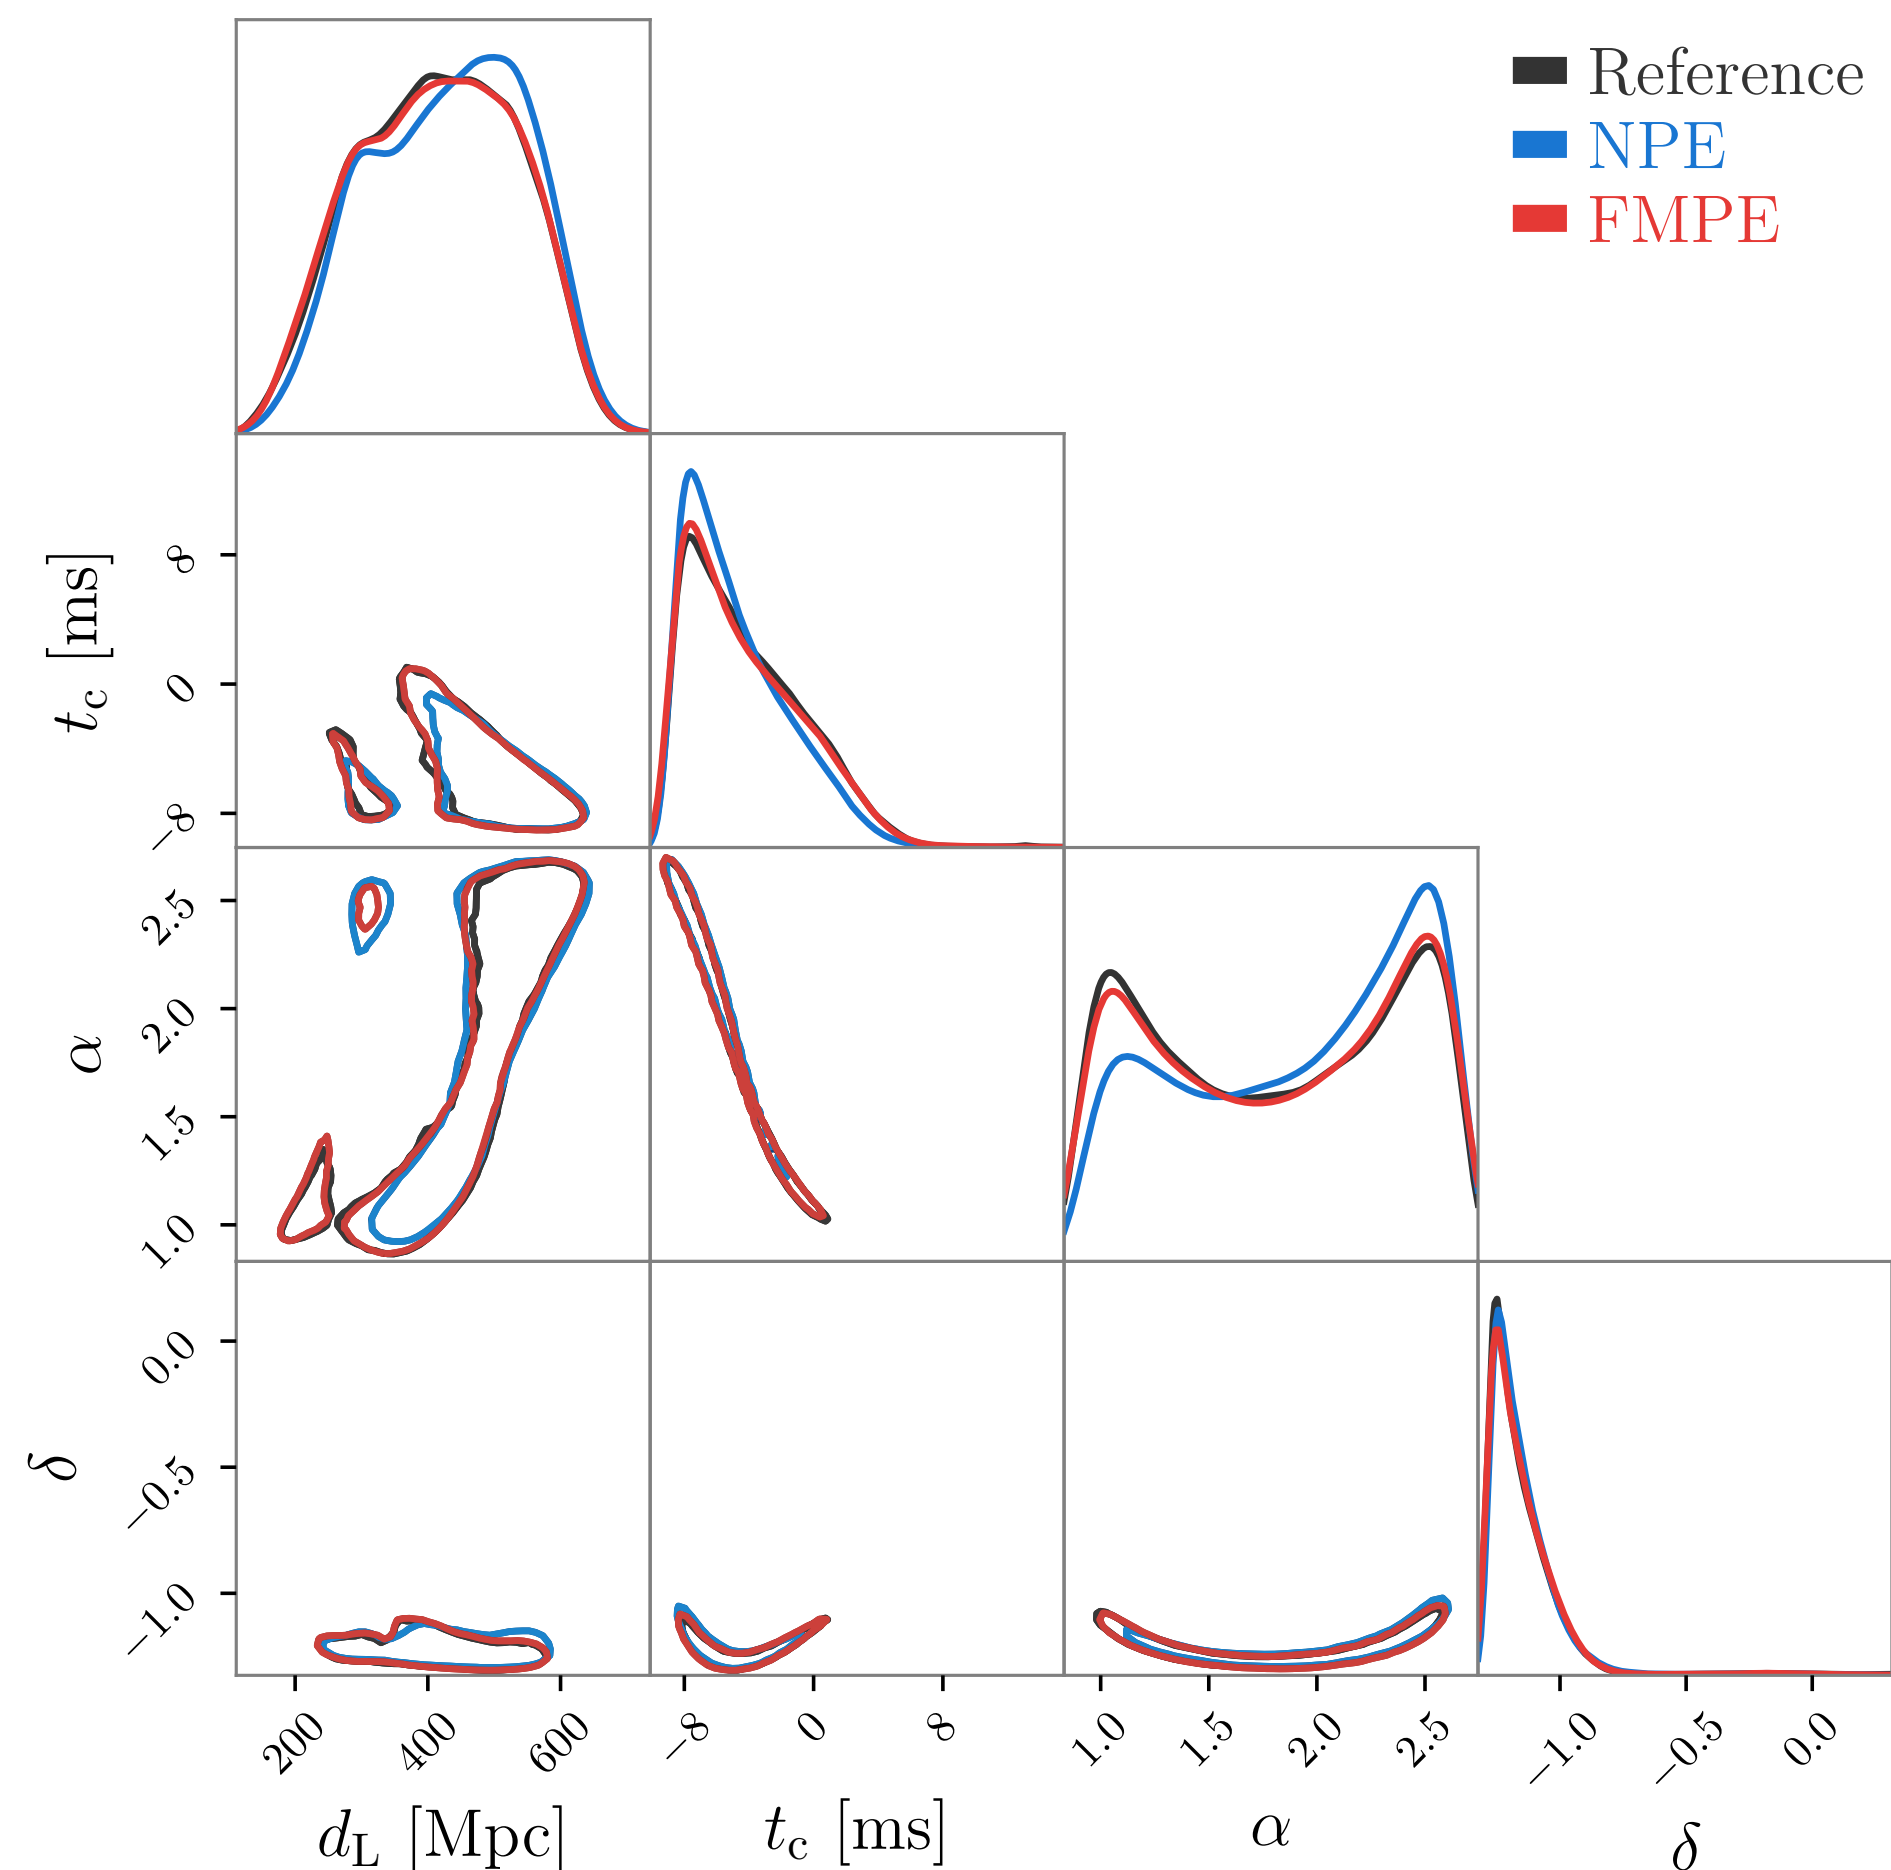 Reference
NPE
FMPE
t_c [ms]
8
0
−8
α
2.5
2.0
1.5
1.0
δ
0.0
−0.5
−1.0
200 400 600
−8 0 8
1.0 1.5 2.0 2.5
−1.0 −0.5 0.0
d_L [Mpc] t_c [ms] α δ